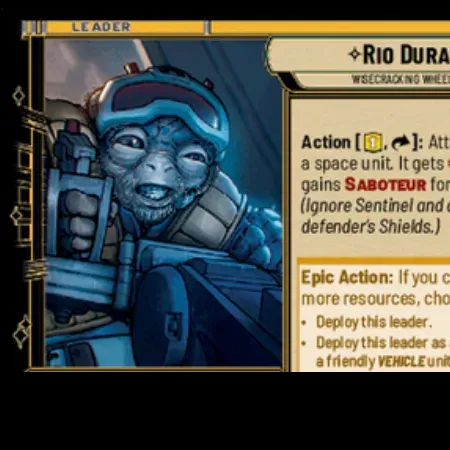 LEADER
RIO DURA
WISECRACKING WHEE
Action [1, ]: Att
a space unit. It gets
gains SABOTEUR for
(Ignore Sentinel and
defender's Shields.)
Epic Action: If you c
more resources, cho
• Deploy this leader.
• Deploy this leader as
a friendly VEHICLE unit